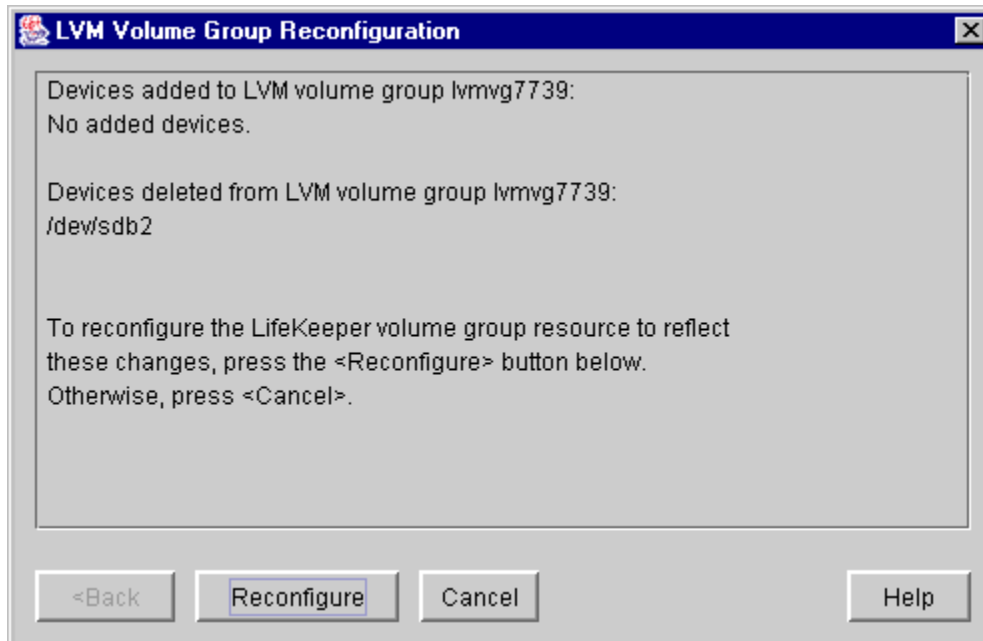 LVM Volume Group Reconfiguration
Devices added to LVM volume group lvmvg7739:
No added devices.
Devices deleted from LVM volume group lvmvg7739:
/dev/sdb2
To reconfigure the LifeKeeper volume group resource to reflect
these changes, press the <Reconfigure> button below.
Otherwise, press <Cancel>.
<Back Reconfigure Cancel Help